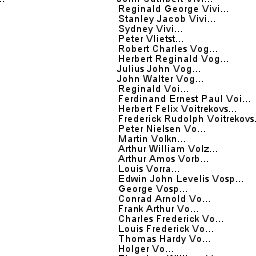 Reginald George Vivi...
Stanley Jacob Vivi...
Sydney Vivi...
Peter Vlietst...
Robert Charles Vog...
Herbert Reginald Vog...
Julius John Vog...
John Walter Vog...
Reginald Voi...
Ferdinand Ernest Paul Voi...
Herbert Felix Voitrekovs...
Frederick Rudolph Voitrekovs.
Peter Nielsen Vo...
Martin Volkn...
Arthur William Volz...
Arthur Amos Vorb...
Louis Vorra...
Edwin John Levelis Vosp...
George Vosp...
Conrad Arnold Vo...
Frank Arthur Vo...
Charles Frederick Vo...
Louis Frederick Vo...
Thomas Hardy Vo...
Holger Vo...